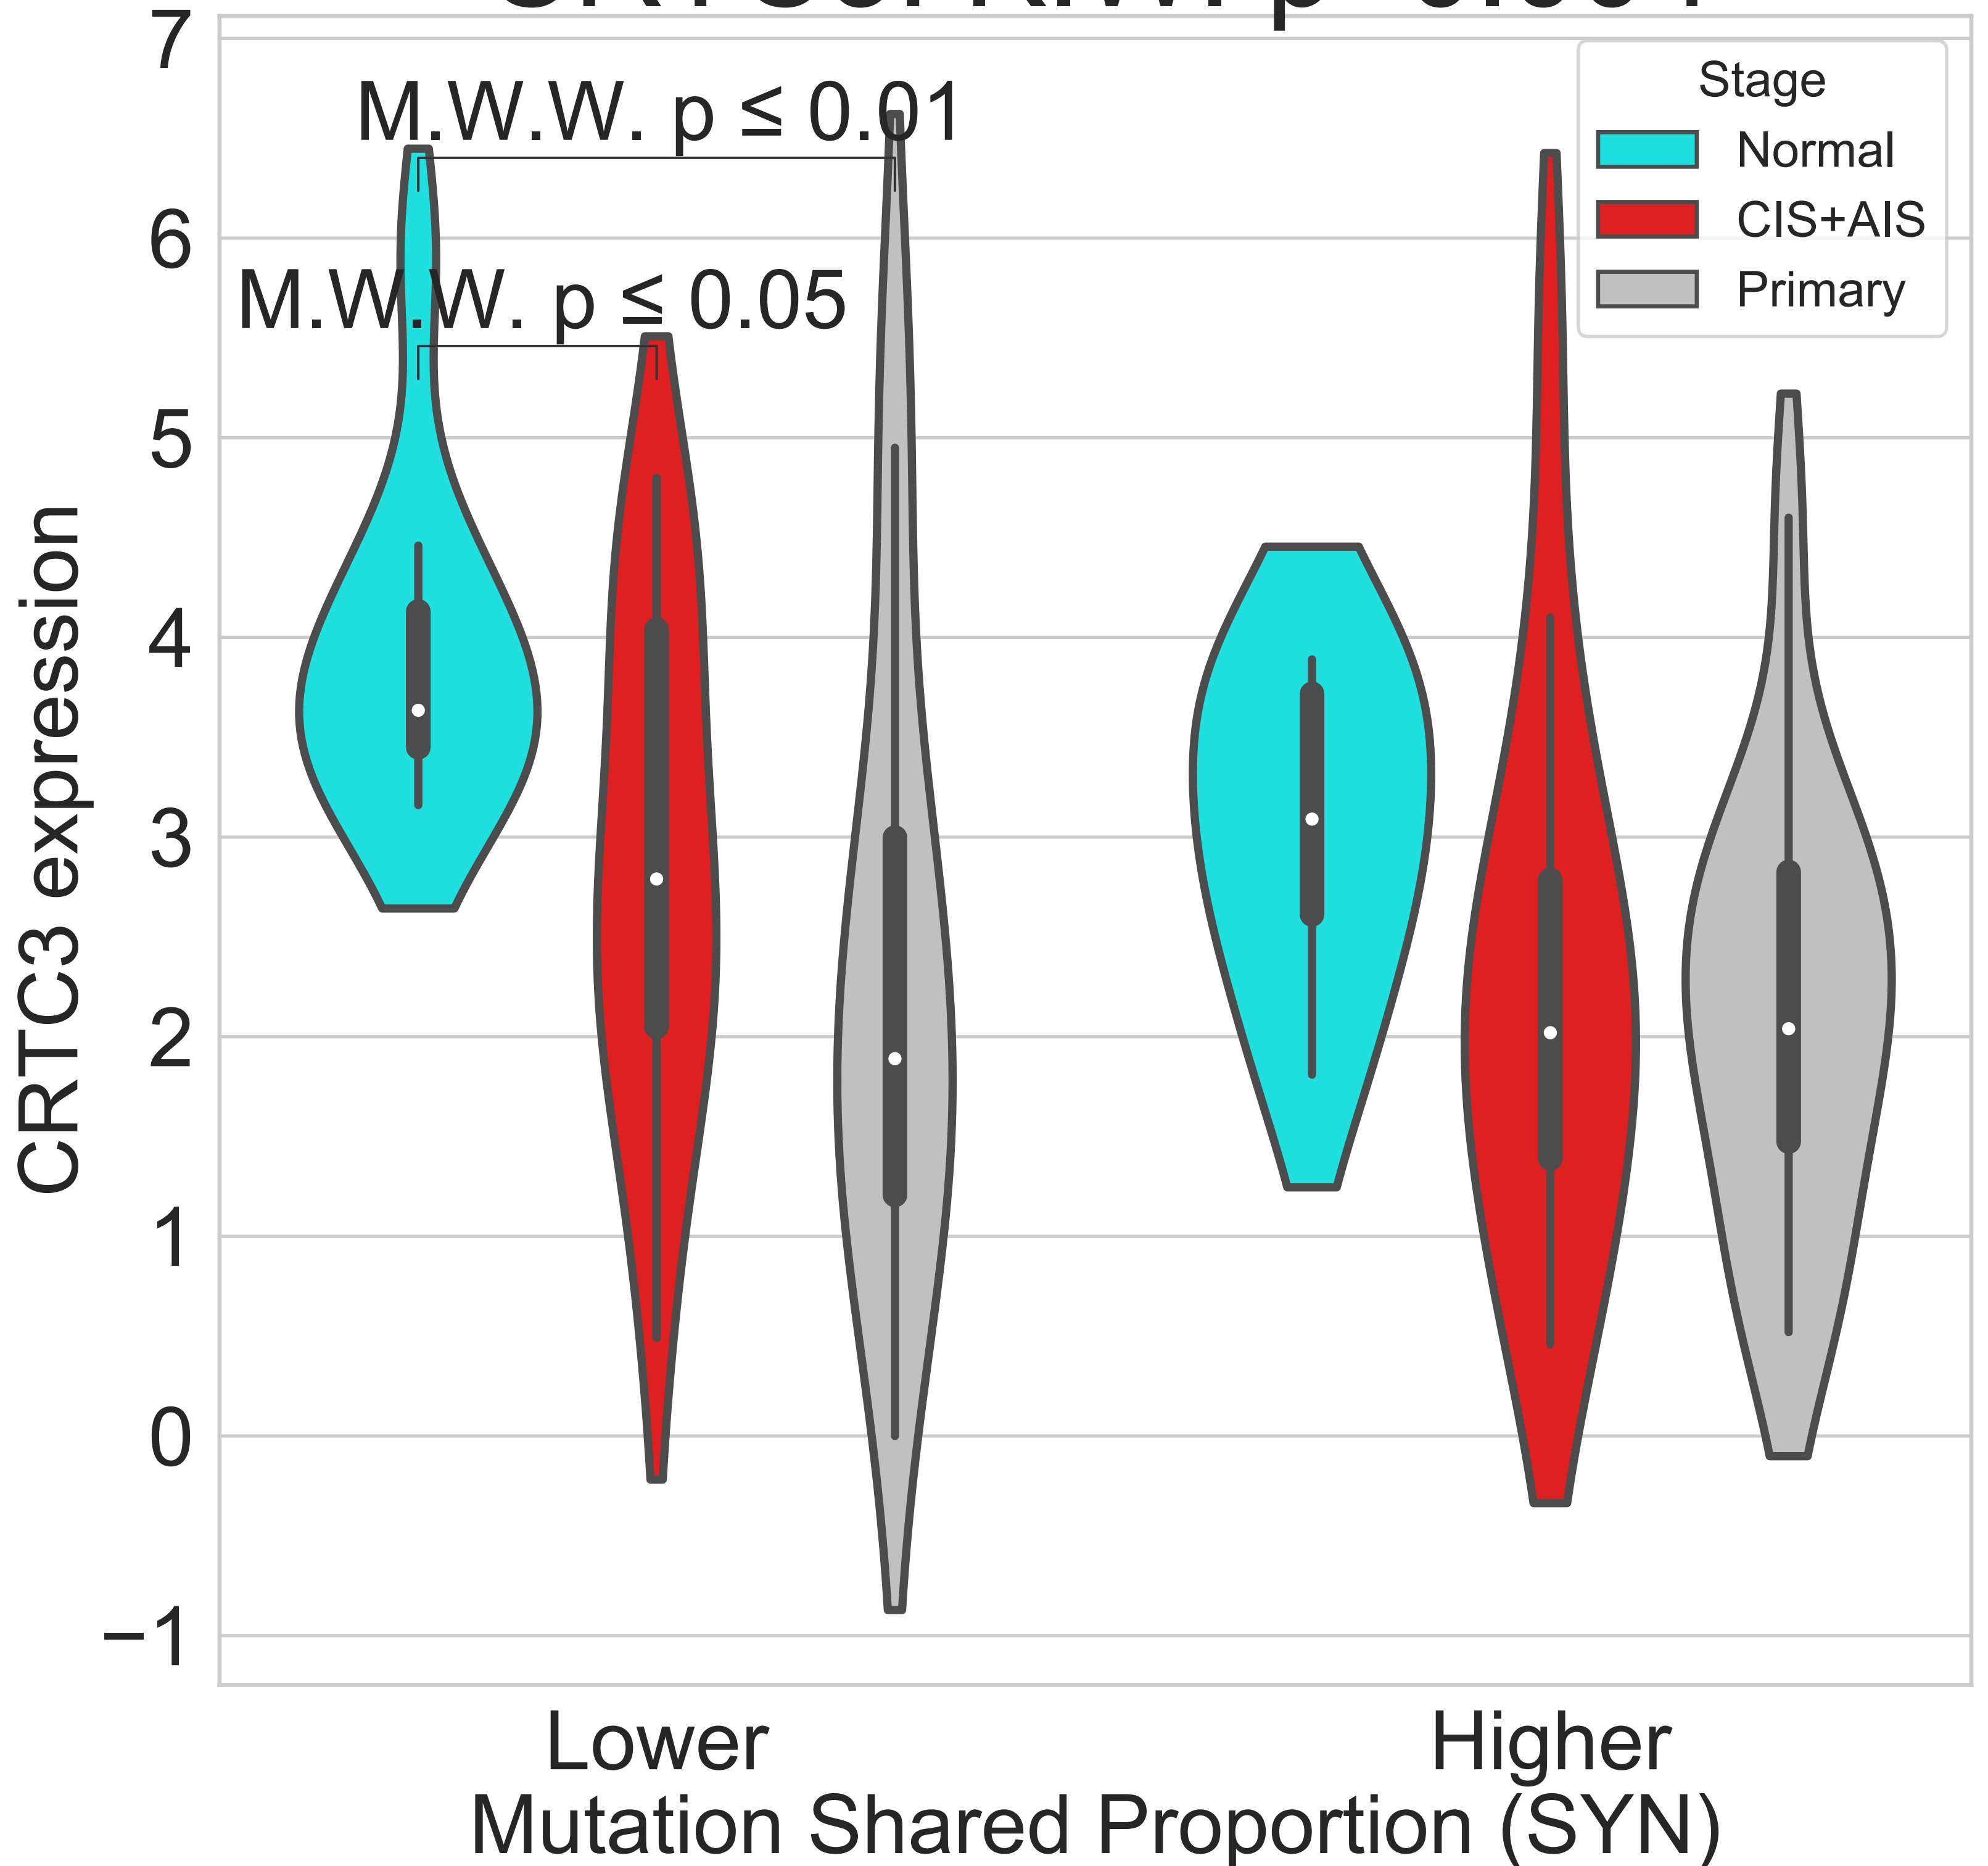 7
6
5
4
3
2
1
0
−1
CRTC3 expression
M.W.W. p ≤ 0.01
M.W.W. p ≤ 0.05
Stage
Normal
CIS+AIS
Primary
Lower
Higher
Mutation Shared Proportion (SYN)